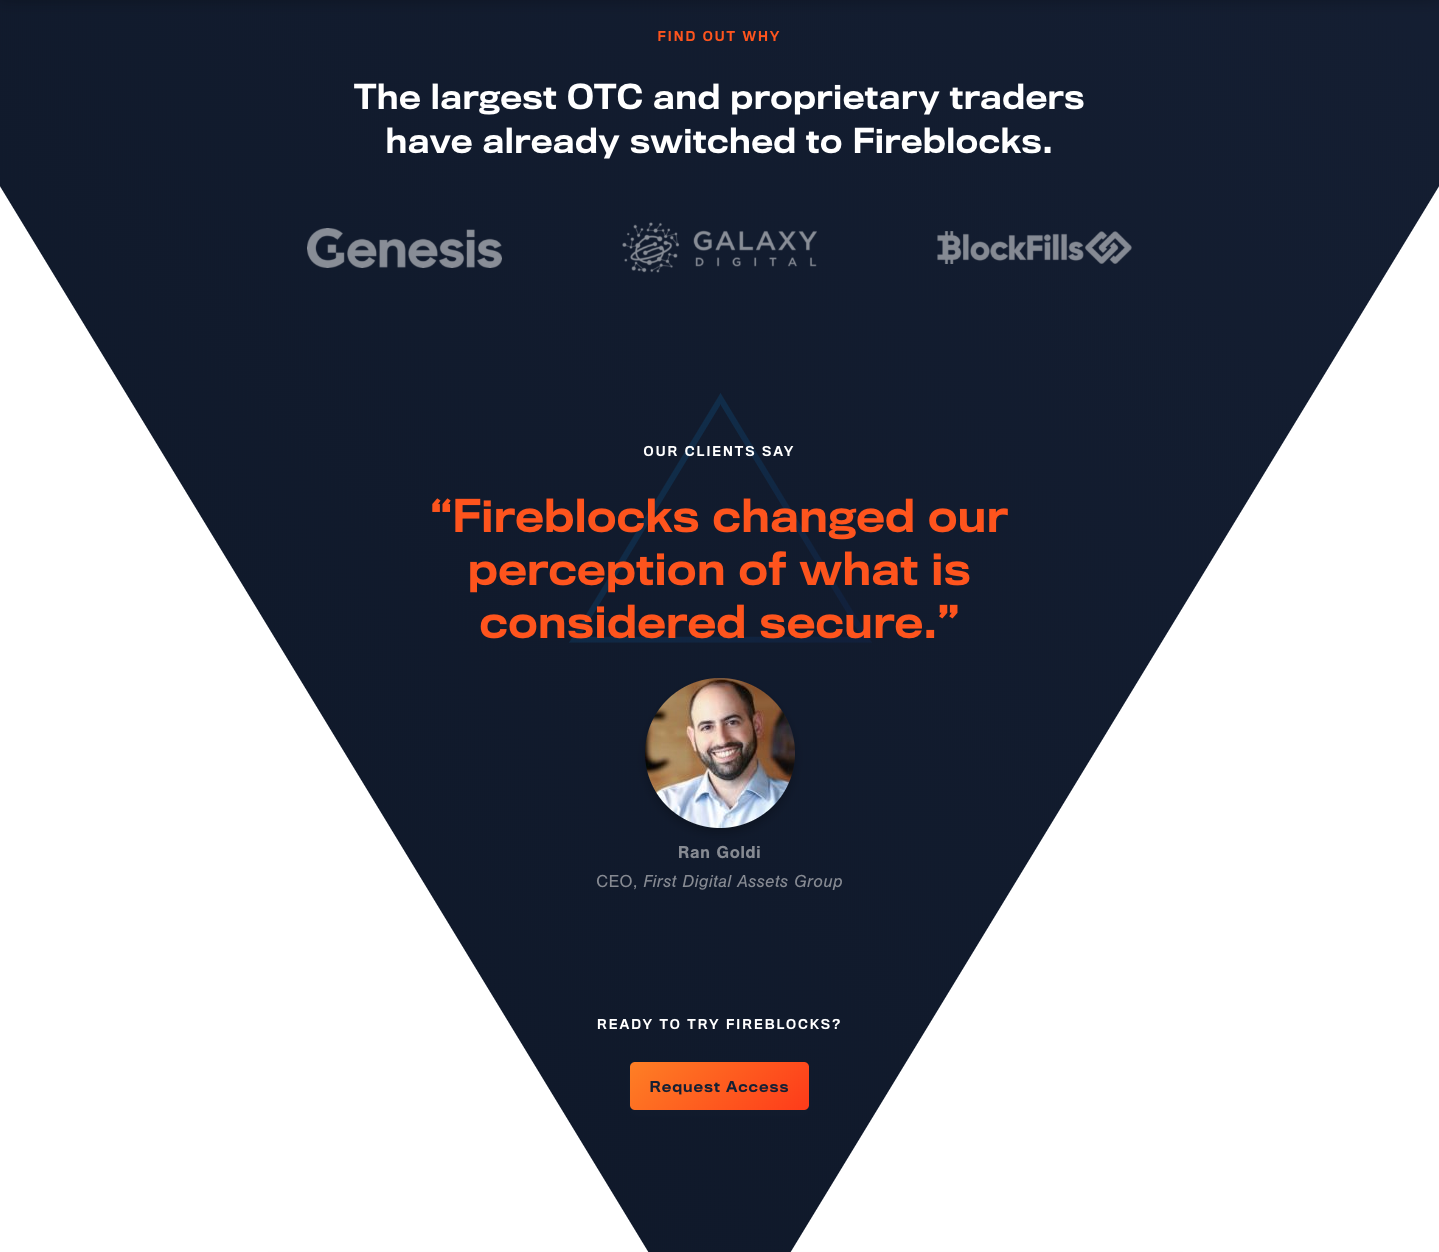 FIND OUT WHY
The largest OTC and proprietary traders
have already switched to Fireblocks.
Genesis
GALAXY
DIGITAL
BlockFills
OUR CLIENTS SAY
“Fireblocks changed our
perception of what is
considered secure.”
Ran Goldi
CEO, First Digital Assets Group
READY TO TRY FIREBLOCKS?
Request Access